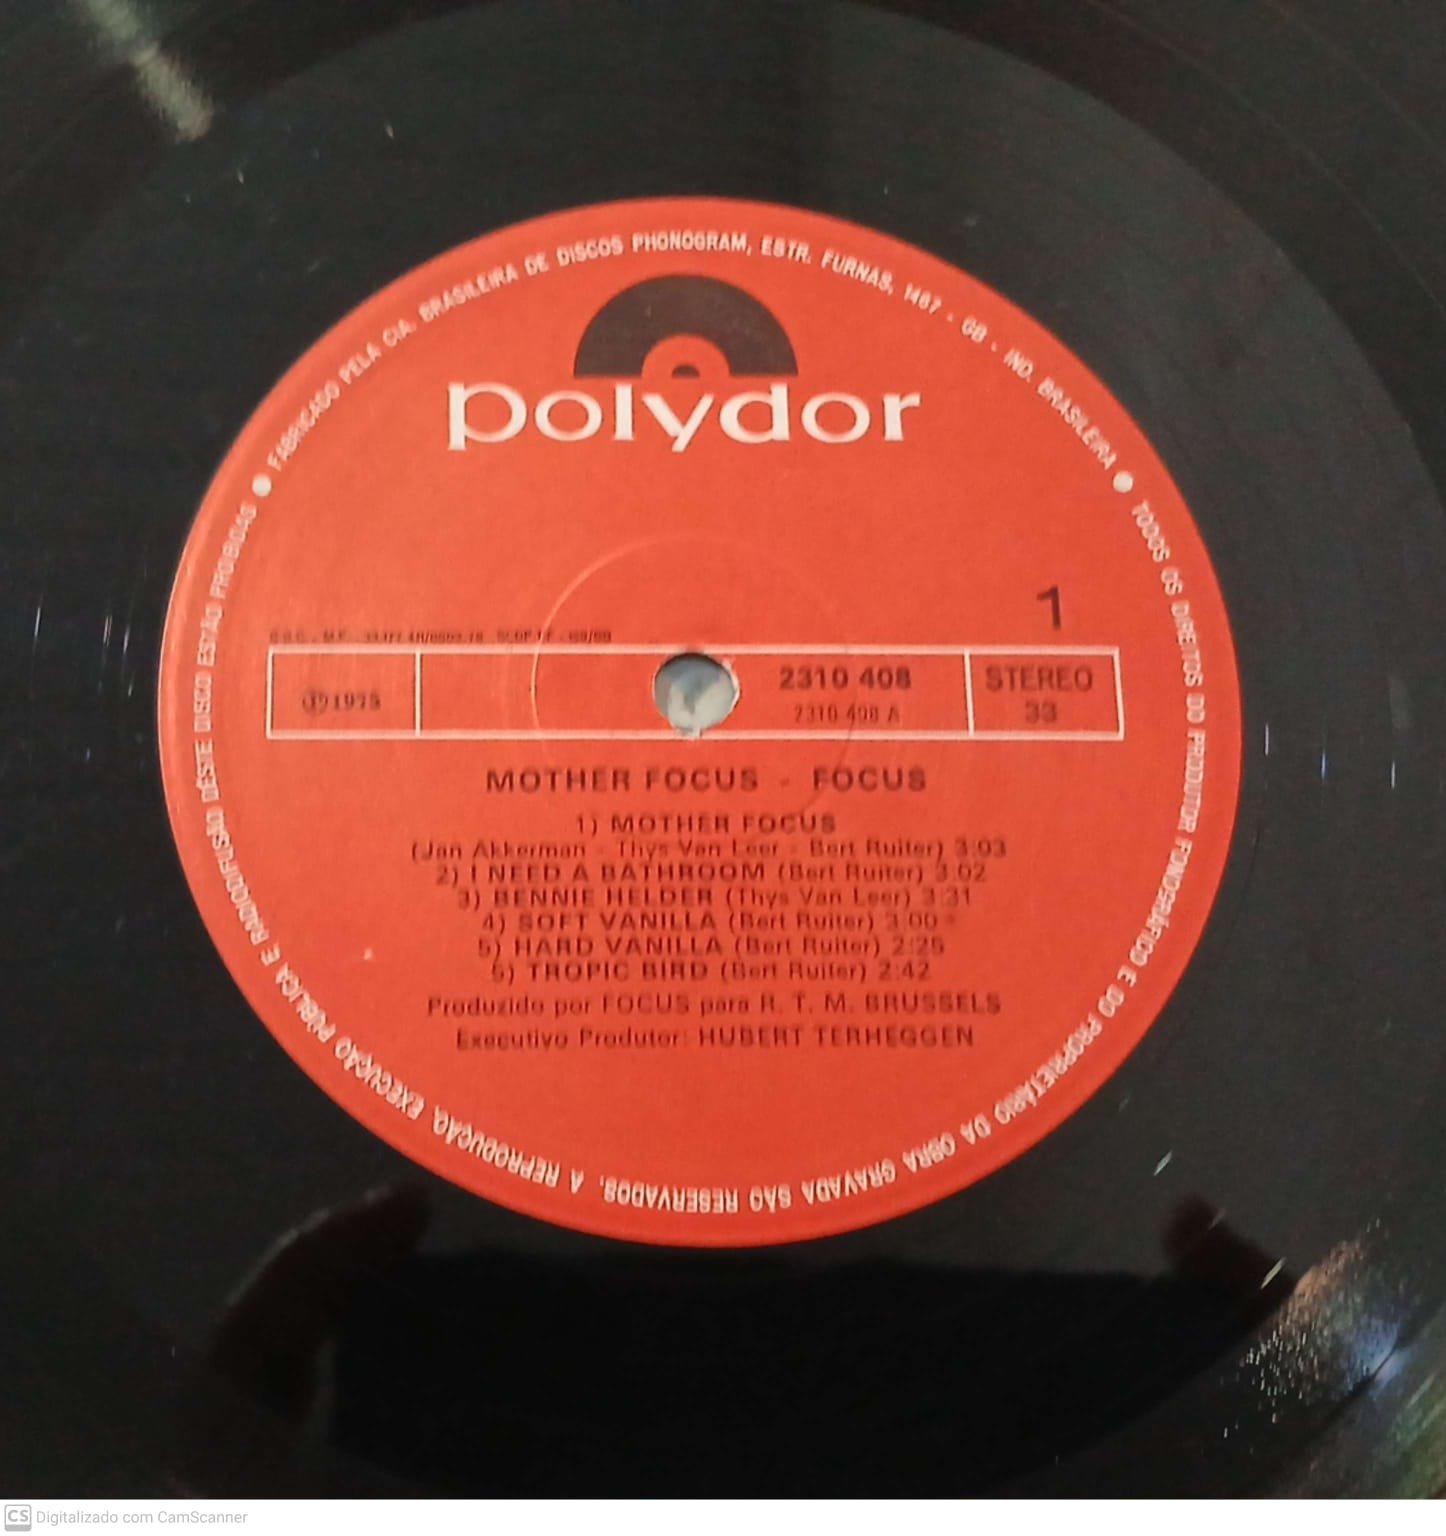 ● FABRICADO PELA CIA. BRASILEIRA DE DISCOS PHONOGRAM, ESTR. FURNAS, 1467 - GB - IND. BRASILEIRA ● TODOS OS DIREITOS DO PRODUTOR FONOGRÁFICO E DO PROPRIETÁRIO DA OBRA GRAVADA SÃO RESERVADOS. A REPRODUÇÃO, EXECUÇÃO PÚBLICA E RADIODIFUSÃO DÊSTE DISCO ESTÃO PROIBIDAS
polydor
1
℗1975
2310 408
2310 408 A
STEREO
33
MOTHER FOCUS - FOCUS
1) MOTHER FOCUS
(Jan Akkerman - Thys Van Leer - Bert Ruiter) 3:03
2) I NEED A BATHROOM (Bert Ruiter) 3:02
3) BENNIE HELDER (Thys Van Leer) 3:31
4) SOFT VANILLA (Bert Ruiter) 3:00
5) HARD VANILLA (Bert Ruiter) 2:25
6) TROPIC BIRD (Bert Ruiter) 2:42
Produzido por FOCUS para R. T. M. BRUSSELS
Executivo Produtor: HUBERT TERHEGGEN
CS Digitalizado com CamScanner